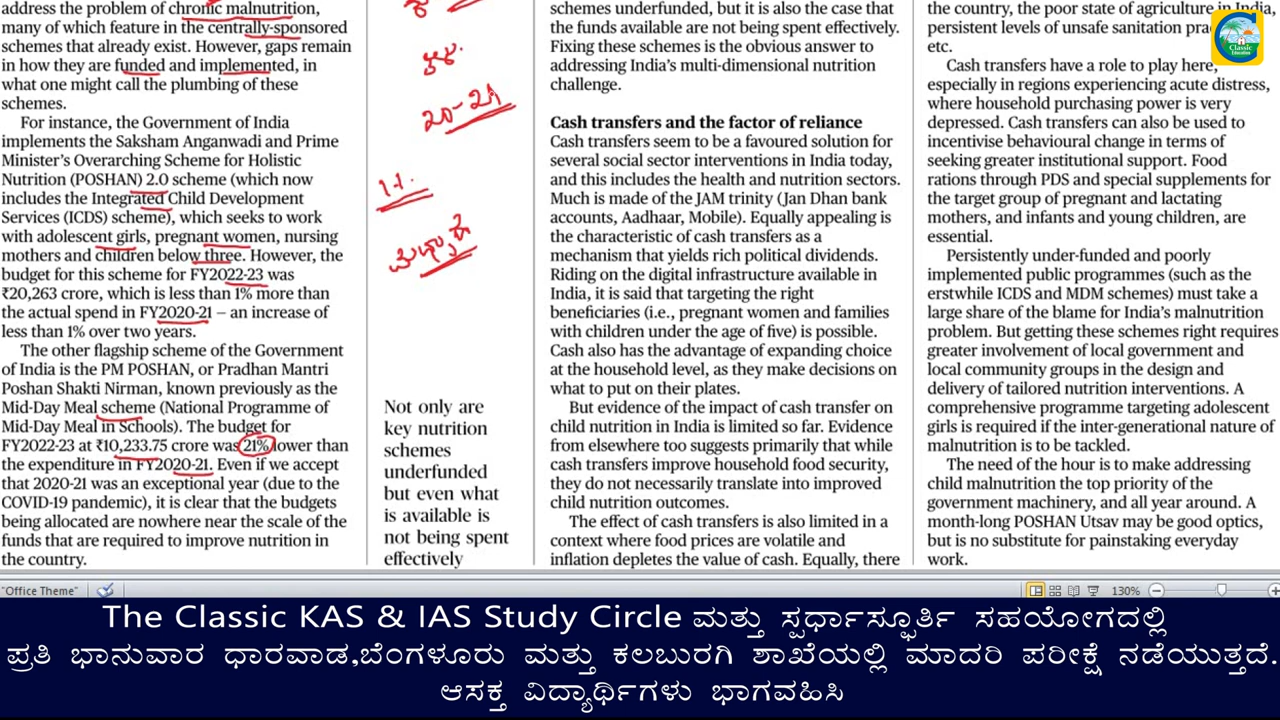 address the problem of chronic malnutrition,
many of which feature in the centrally-sponsored
schemes that already exist. However, gaps remain
in how they are funded and implemented, in
what one might call the plumbing of these
schemes.
For instance, the Government of India
implements the Saksham Anganwadi and Prime
Minister's Overarching Scheme for Holistic
Nutrition (POSHAN) 2.0 scheme (which now
includes the Integrated Child Development
Services (ICDS) scheme), which seeks to work
with adolescent girls, pregnant women, nursing
mothers and children below three. However, the
budget for this scheme for FY2022-23 was
₹20,263 crore, which is less than 1% more than
the actual spend in FY2020-21 — an increase of
less than 1% over two years.
The other flagship scheme of the Government
of India is the PM POSHAN, or Pradhan Mantri
Poshan Shakti Nirman, known previously as the
Mid-Day Meal scheme (National Programme of
Mid-Day Meal in Schools). The budget for
FY2022-23 at ₹10,233.75 crore was 21% lower than
the expenditure in FY2020-21. Even if we accept
that 2020-21 was an exceptional year (due to the
COVID-19 pandemic), it is clear that the budgets
being allocated are nowhere near the scale of the
funds that are required to improve nutrition in
the country.
20-21
11.
Not only are
key nutrition
schemes
underfunded
but even what
is available is
not being spent
effectively
schemes underfunded, but it is also the case that
the funds available are not being spent effectively.
Fixing these schemes is the obvious answer to
addressing India's multi-dimensional nutrition
challenge.
Cash transfers and the factor of reliance
Cash transfers seem to be a favoured solution for
several social sector interventions in India today,
and this includes the health and nutrition sectors.
Much is made of the JAM trinity (Jan Dhan bank
accounts, Aadhaar, Mobile). Equally appealing is
the characteristic of cash transfers as a
mechanism that yields rich political dividends.
Riding on the digital infrastructure available in
India, it is said that targeting the right
beneficiaries (i.e., pregnant women and families
with children under the age of five) is possible.
Cash also has the advantage of expanding choice
at the household level, as they make decisions on
what to put on their plates.
But evidence of the impact of cash transfer on
child nutrition in India is limited so far. Evidence
from elsewhere too suggests primarily that while
cash transfers improve household food security,
they do not necessarily translate into improved
child nutrition outcomes.
The effect of cash transfers is also limited in a
context where food prices are volatile and
inflation depletes the value of cash. Equally, there
the country, the poor state of agriculture in India,
persistent levels of unsafe sanitation
etc.
Cash transfers have a role to play here,
especially in regions experiencing acute distress,
where household purchasing power is very
depressed. Cash transfers can also be used to
incentivise behavioural change in terms of
seeking greater institutional support. Food
rations through PDS and special supplements for
the target group of pregnant and lactating
mothers, and infants and young children, are
essential.
Persistently under-funded and poorly
implemented public programmes (such as the
erstwhile ICDS and MDM schemes) must take a
large share of the blame for India's malnutrition
problem. But getting these schemes right requires
greater involvement of local government and
local community groups in the design and
delivery of tailored nutrition interventions. A
comprehensive programme targeting adolescent
girls is required if the inter-generational nature of
malnutrition is to be tackled.
The need of the hour is to make addressing
child malnutrition the top priority of the
government machinery, and all year around. A
month-long POSHAN Utsav may be good optics,
but is no substitute for painstaking everyday
work.
Classic
Education
"Office Theme"
130%
The Classic KAS & IAS Study Circle ಮತ್ತು ಸ್ಪರ್ಧಾಸ್ಫೂರ್ತಿ ಸಹಯೋಗದಲ್ಲಿ
ಪ್ರತಿ ಭಾನುವಾರ ಧಾರವಾಡ,ಬೆಂಗಳೂರು ಮತ್ತು ಕಲಬುರಗಿ ಶಾಖೆಯಲ್ಲಿ ಮಾದರಿ ಪರೀಕ್ಷೆ ನಡೆಯುತ್ತದೆ.
ಆಸಕ್ತ ವಿದ್ಯಾರ್ಥಿಗಳು ಭಾಗವಹಿಸಿ